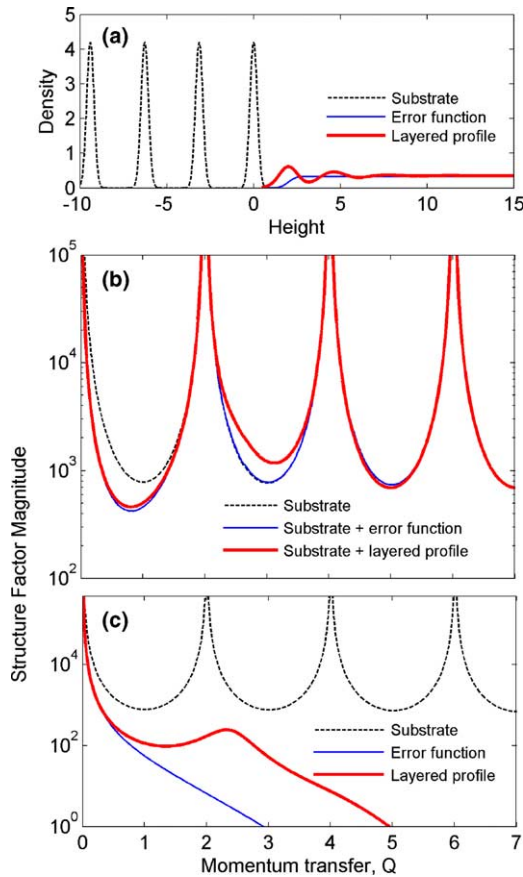 (a)
Density
5
4
3
2
1
0
Substrate
Error function
Layered profile
-10 -5 0 5 10 15
Height
(b)
Structure Factor Magnitude
10^5
10^4
10^3
10^2
Substrate
Substrate + error function
Substrate + layered profile
(c)
10^4
10^2
10^0
Substrate
Error function
Layered profile
0 1 2 3 4 5 6 7
Momentum transfer, Q